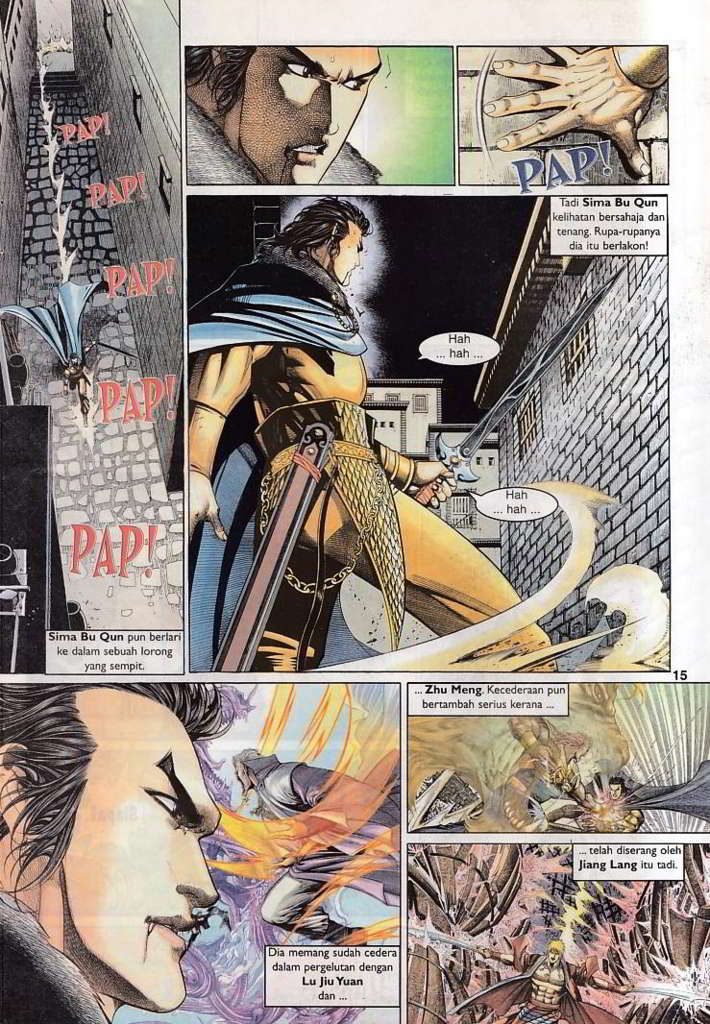 PAP!
PAP!
PAP!
PAP!
PAP!
Sima Bu Qun pun berlari
ke dalam sebuah lorong
yang sempit.
PAP!
Tadi Sima Bu Qun
kelihatan bersahaja dan
tenang. Rupa-rupanya
dia itu berlakon!
Hah
... hah ...
Hah
... hah ...
15
Dia memang sudah cedera
dalam pergelutan dengan
Lu Jiu Yuan
dan ...
... Zhu Meng. Kecederaan pun
bertambah serius kerana ...
... telah diserang oleh
Jiang Lang itu tadi.